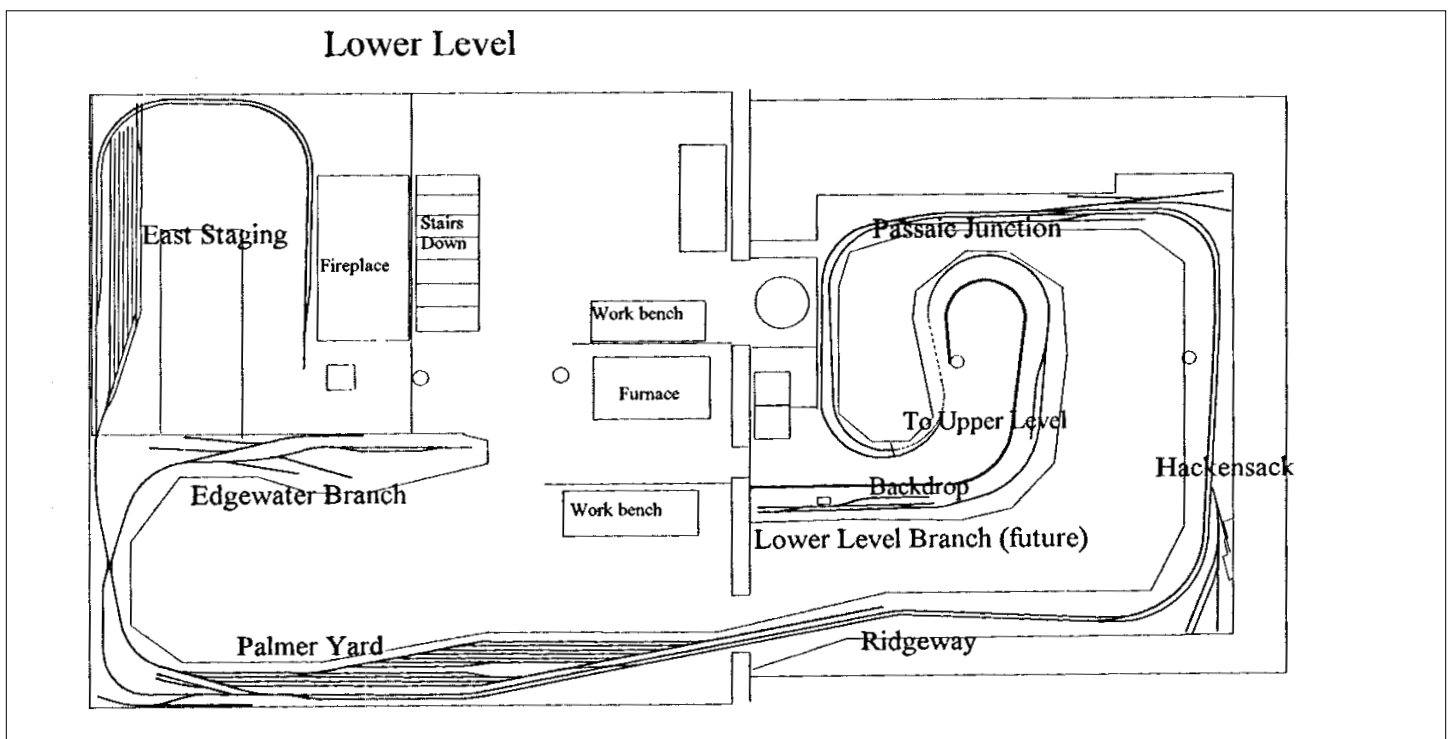 Lower Level
East Staging
Fireplace
Stairs
Down
Work bench
Furnace
Passaic Junction
To Upper Level
Hackensack
Edgewater Branch
Work bench
Backdrop
Lower Level Branch (future)
Palmer Yard
Ridgeway